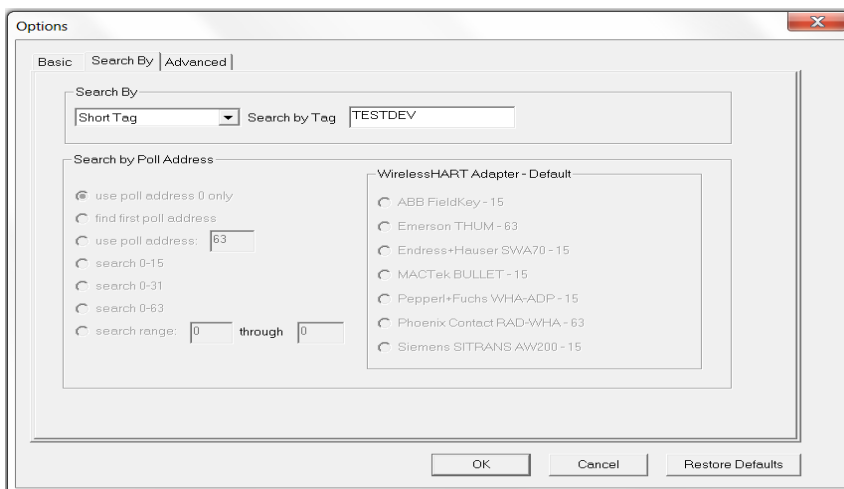 Options
Basic Search By Advanced
Search By
Short Tag Search by Tag TESTDEV
Search by Poll Address
use poll address 0 only
find first poll address
use poll address: 63
search 0-15
search 0-31
search 0-63
search range: 0 through 0
WirelessHART Adapter - Default
ABB FieldKey - 15
Emerson THUM - 63
Endress+Hauser SWA70 - 15
MACTek BULLET - 15
Pepperl+Fuchs WHA-ADP - 15
Phoenix Contact RAD-WHA - 63
Siemens SITRANS AW200 - 15
OK Cancel Restore Defaults